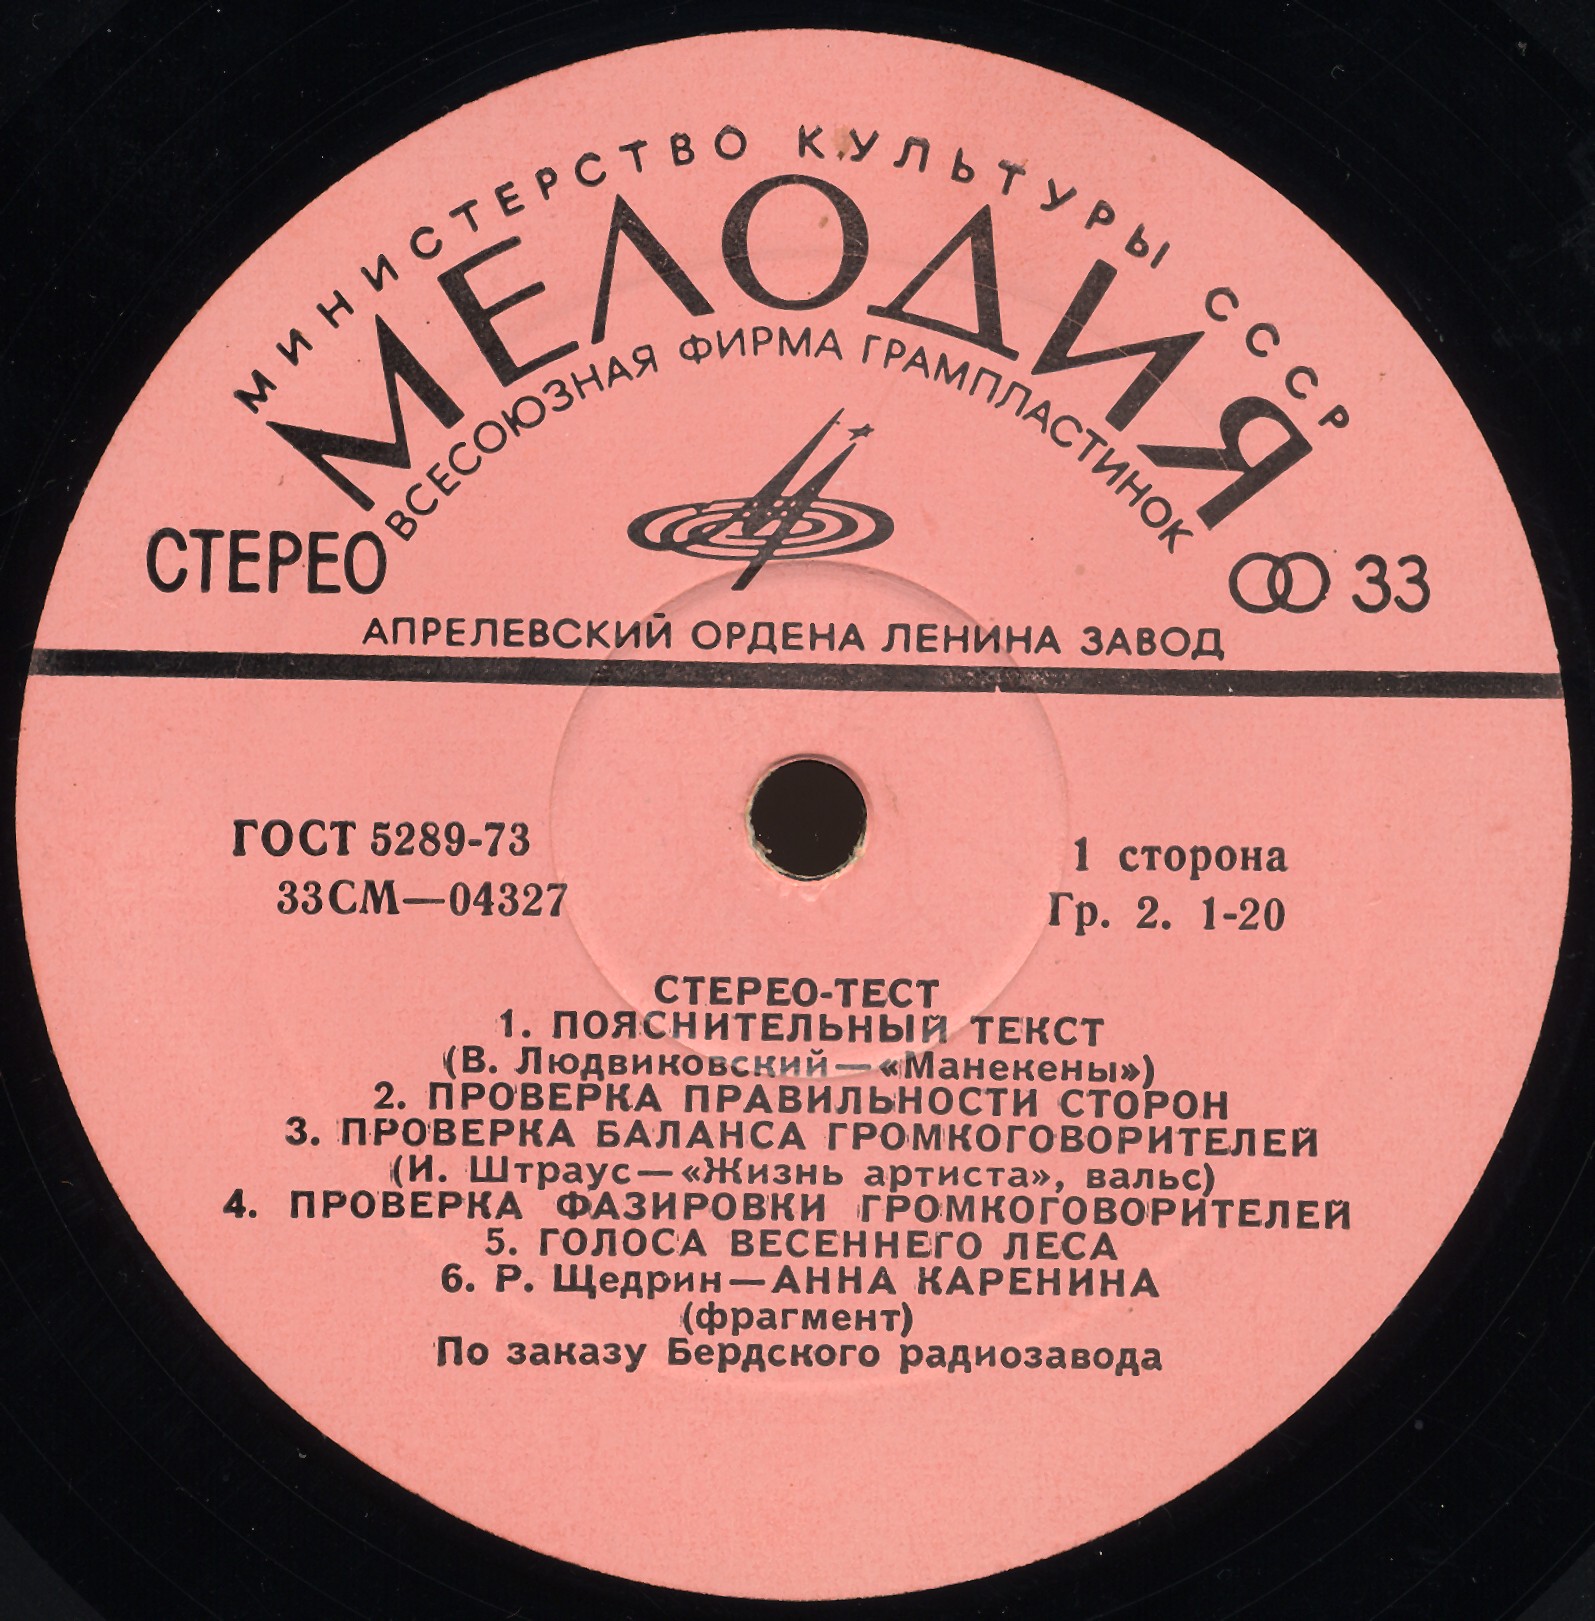 МИНИСТЕРСТВО КУЛЬТУРЫ СССР
МЕЛОДИЯ
ВСЕСОЮЗНАЯ ФИРМА ГРАМПЛАСТИНОК
СТЕРЕО
33
АПРЕЛЕВСКИЙ ОРДЕНА ЛЕНИНА ЗАВОД
ГОСТ 5289-73
33СМ—04327
1 сторона
Гр. 2. 1-20
СТЕРЕО-ТЕСТ
1. ПОЯСНИТЕЛЬНЫЙ ТЕКСТ
(В. Людвиковский—«Манекены»)
2. ПРОВЕРКА ПРАВИЛЬНОСТИ СТОРОН
3. ПРОВЕРКА БАЛАНСА ГРОМКОГОВОРИТЕЛЕЙ
(И. Штраус—«Жизнь артиста», вальс)
4. ПРОВЕРКА ФАЗИРОВКИ ГРОМКОГОВОРИТЕЛЕЙ
5. ГОЛОСА ВЕСЕННЕГО ЛЕСА
6. Р. Щедрин—АННА КАРЕНИНА
(фрагмент)
По заказу Бердского радиозавода